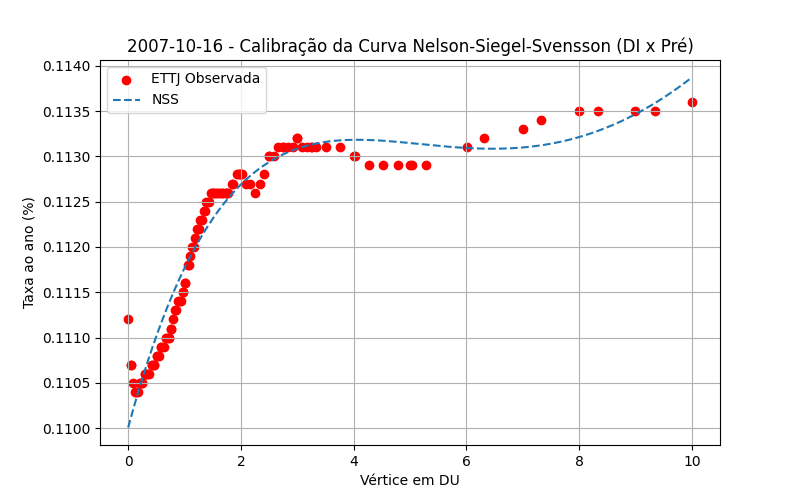 2007-10-16 - Calibração da Curva Nelson-Siegel-Svensson (DI x Pré)
ETTJ Observada
NSS
Taxa ao ano (%)
0.1140
0.1135
0.1130
0.1125
0.1120
0.1115
0.1110
0.1105
0.1100
0 2 4 6 8 10
Vértice em DU